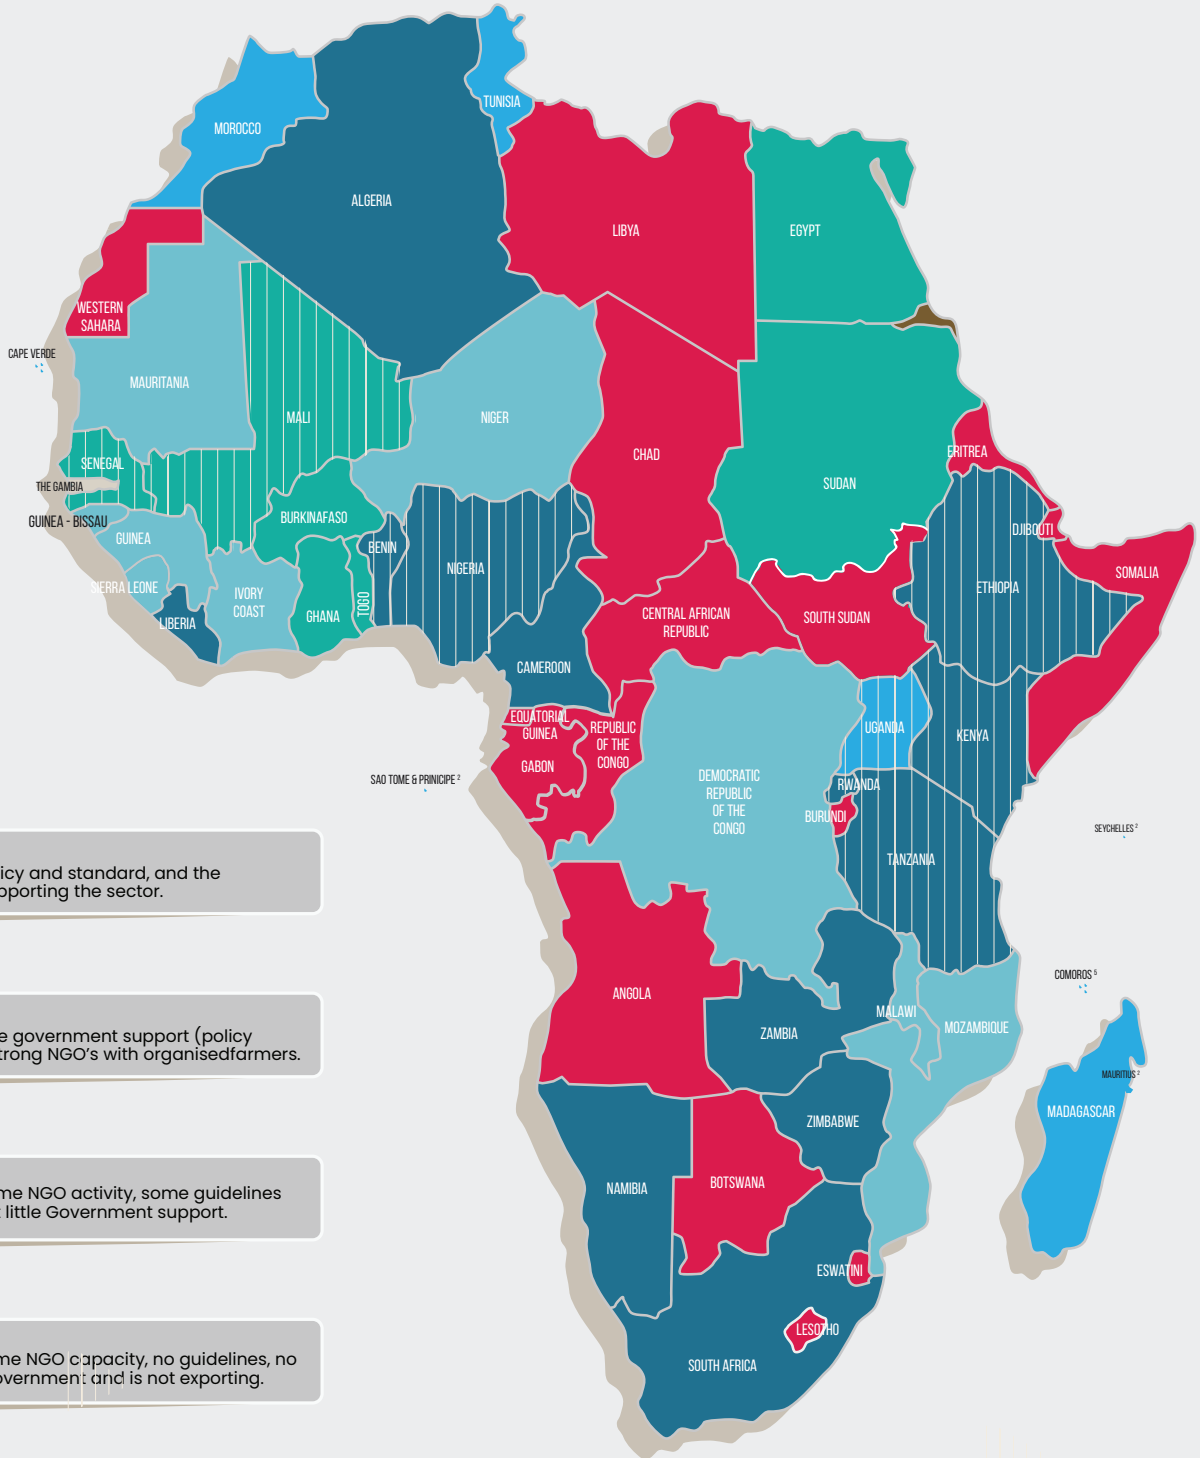 TUNISIA
MOROCCO
ALGERIA
LIBYA
EGYPT
WESTERN
SAHARA
CAPE VERDE
MAURITANIA
MALI
NIGER
CHAD
SUDAN
ERITREA
SENEGAL
THE GAMBIA
GUINEA - BISSAU
BURKINAFASO
DJIBOUTI
GUINEA
BENIN
NIGERIA
SOMALIA
SIERRA LEONE
IVORY
COAST
ETHIOPIA
LIBERIA
GHANA
TOGO
CENTRAL AFRICAN
REPUBLIC
SOUTH SUDAN
CAMEROON
EQUATORIAL
GUINEA
REPUBLIC
OF THE
CONGO
UGANDA
KENYA
GABON
SAO TOME & PRINICIPE 2
DEMOCRATIC
REPUBLIC
OF THE
CONGO
RWANDA
BURUNDI
SEYCHELLES 2
TANZANIA
icy and standard, and the
pporting the sector.
COMOROS 5
ANGOLA
MALAWI
ZAMBIA
MOZAMBIQUE
e government support (policy
trong NGO's with organisedfarmers.
MAURITIUS 2
MADAGASCAR
ZIMBABWE
NAMIBIA
BOTSWANA
me NGO activity, some guidelines
t little Government support.
ESWATINI
LESOTHO
SOUTH AFRICA
me NGO capacity, no guidelines, no
overnment and is not exporting.